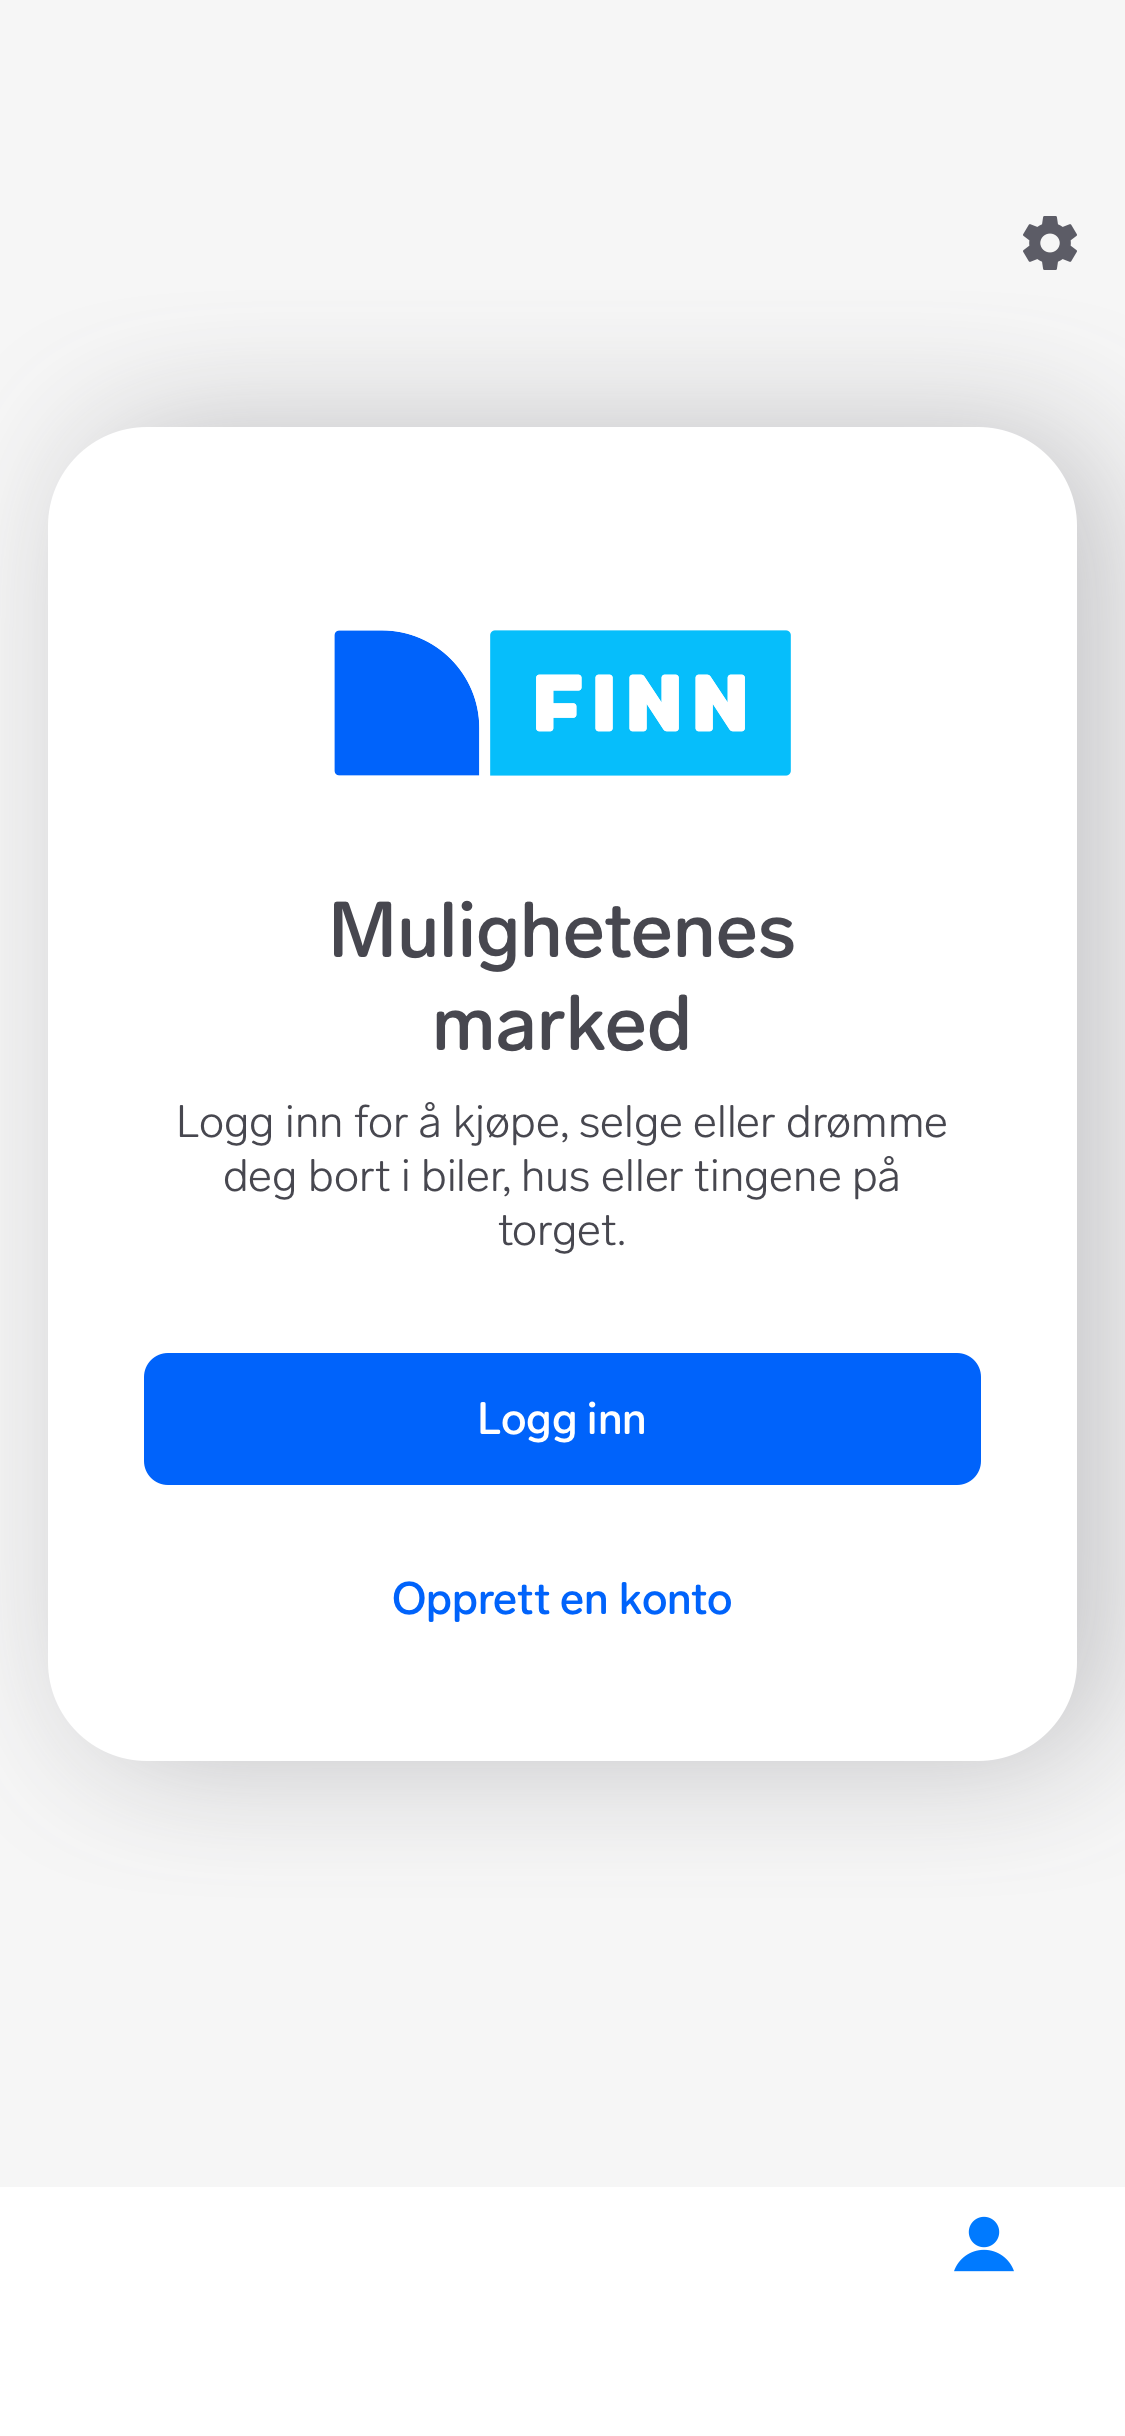 FINN
Mulighetenes
marked
Logg inn for å kjøpe, selge eller drømme
deg bort i biler, hus eller tingene på
torget.
Logg inn
Opprett en konto